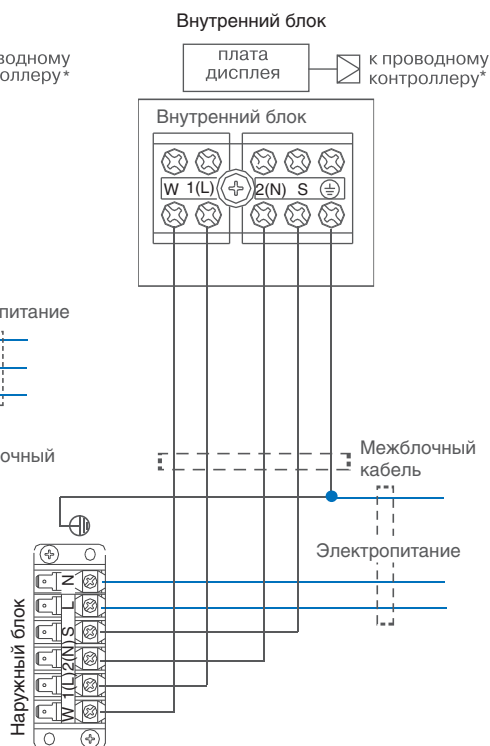 Внутренний блок
плата
дисплея
к проводному
контроллеру*
Внутренний блок
W 1(L) 2(N) S
питание
Межблочный
кабель
Электропитание
Наружный блок
N
L
S
2(N)
1(L)
W